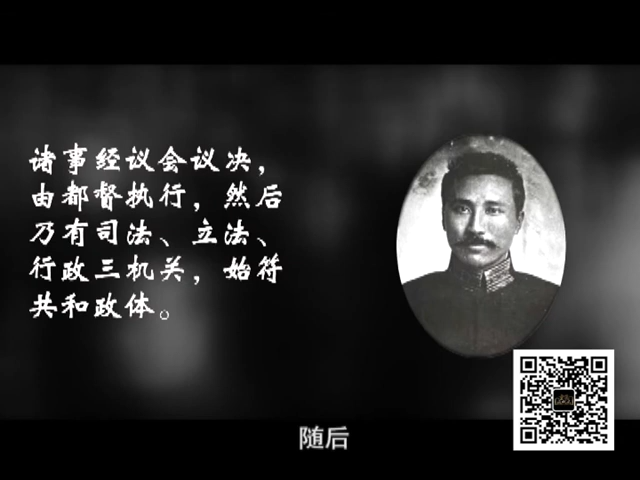 诸事经议会议决，
由都督执行，然后
乃有司法、立法、
行政三机关，始符
共和政体。
随后